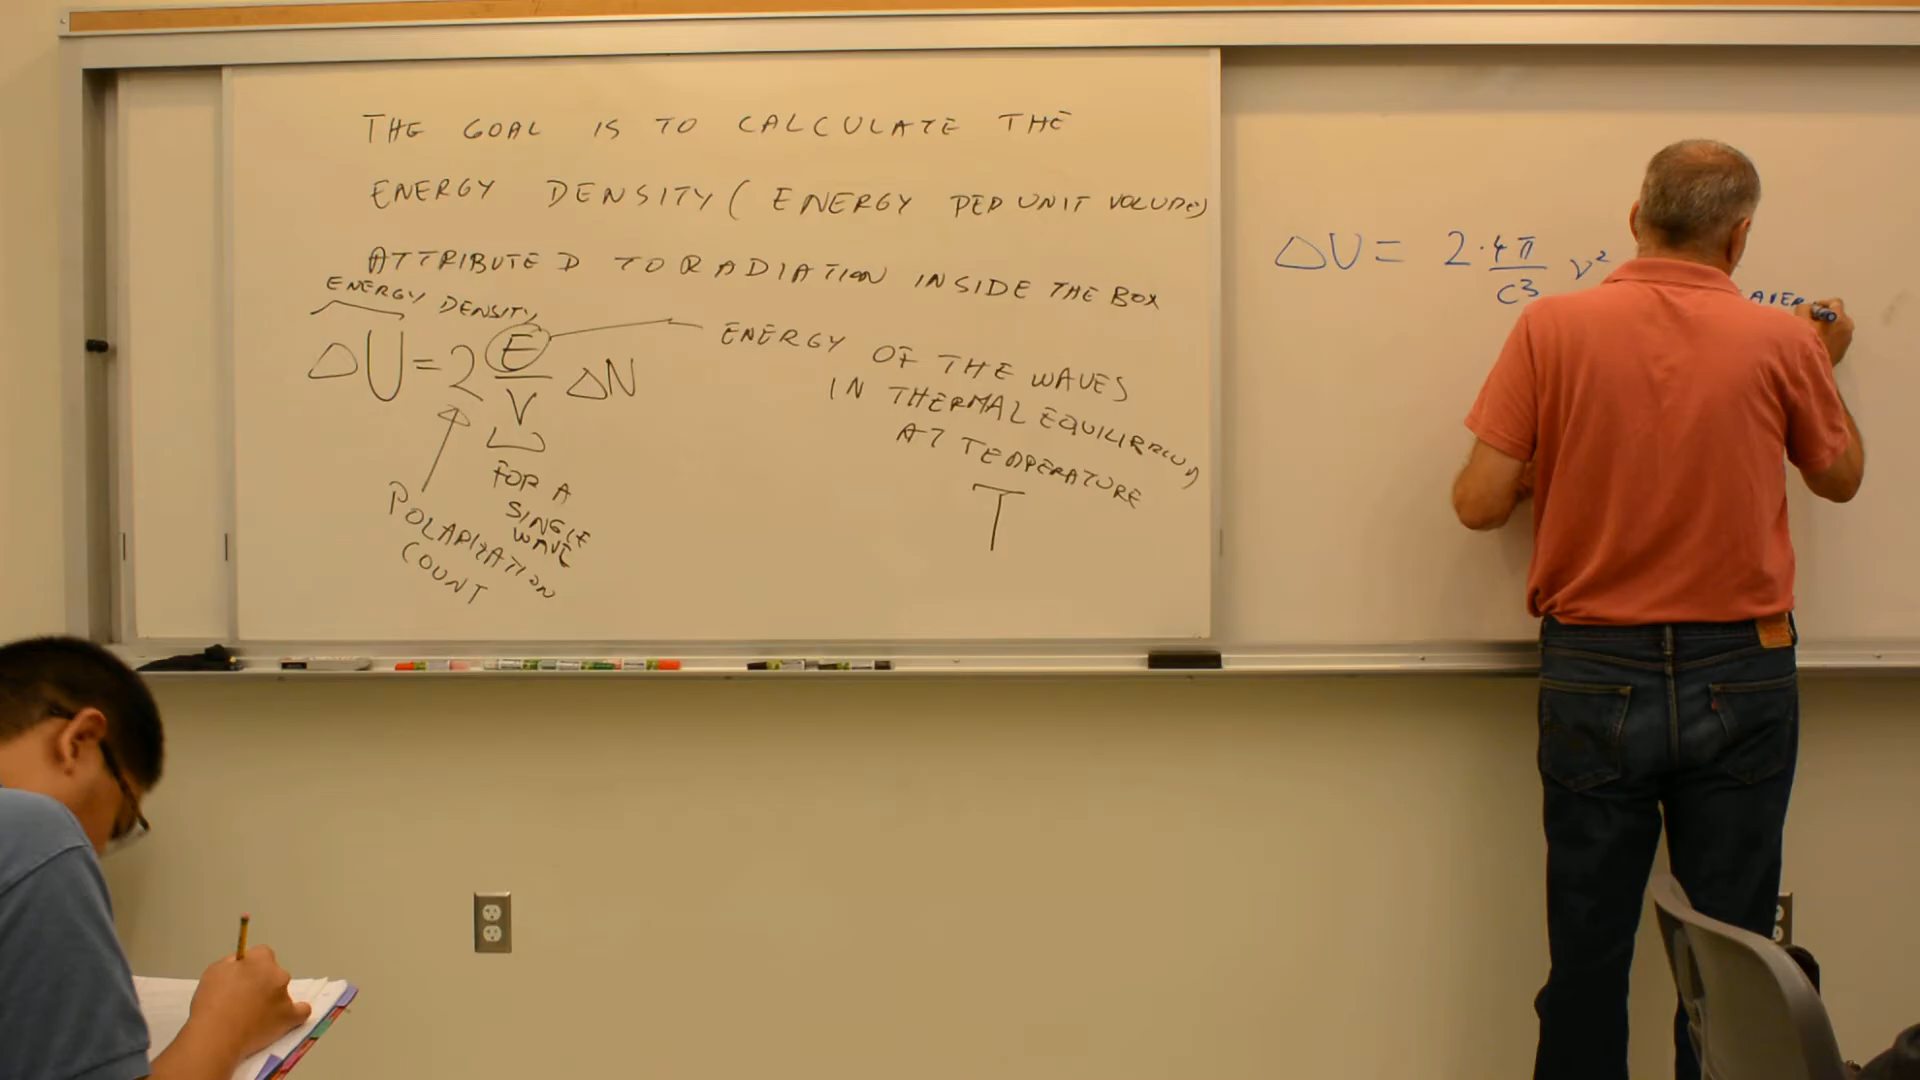 THE GOAL IS TO CALCULATE THE
ENERGY DENSITY (ENERGY PER UNIT VOLUME)
ATTRIBUTED TO RADIATION INSIDE THE BOX
ENERGY DENSITY
ΔU = 2 E/V ΔN
ENERGY OF THE WAVES
IN THERMAL EQUILIBRIUM
AT TEMPERATURE
T
FOR A
SINGLE
WAVE
POLARIZATION
COUNT
ΔU = 2·4π/C³ ν²